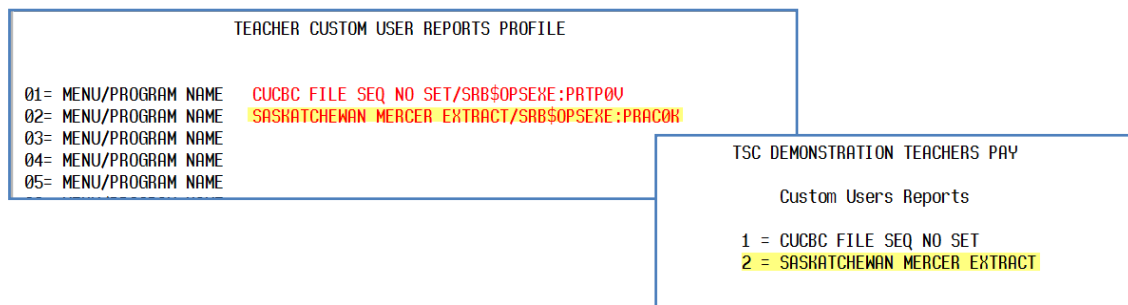 TEACHER CUSTOM USER REPORTS PROFILE
01= MENU/PROGRAM NAME CUCBC FILE SEQ NO SET/SRB$OPSEXE:PRTP0V
02= MENU/PROGRAM NAME SASKATCHEWAN MERCER EXTRACT/SRB$OPSEXE:PRAC0K
03= MENU/PROGRAM NAME
04= MENU/PROGRAM NAME
05= MENU/PROGRAM NAME
TSC DEMONSTRATION TEACHERS PAY
Custom Users Reports
1 = CUCBC FILE SEQ NO SET
2 = SASKATCHEWAN MERCER EXTRACT